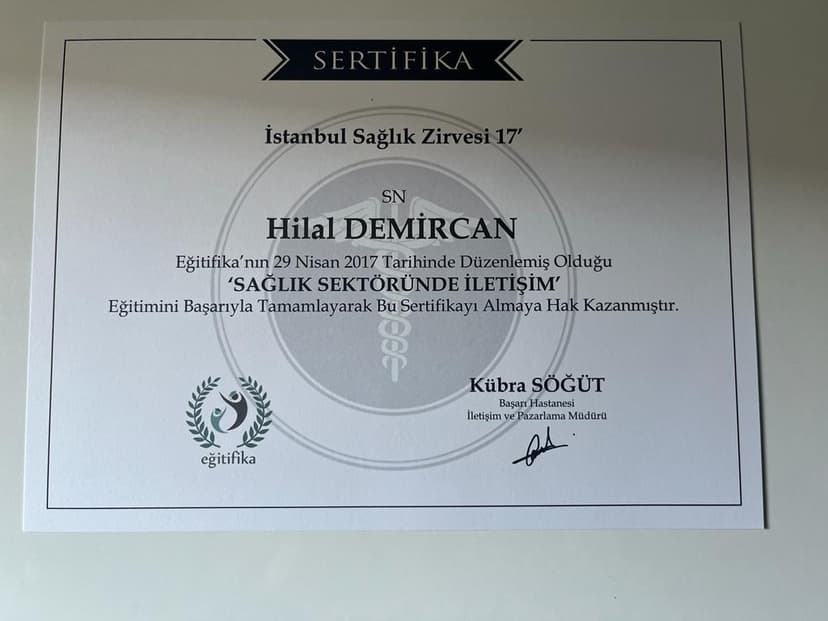 SERTİFİKA
İstanbul Sağlık Zirvesi 17’
SN
Hilal DEMİRCAN
Eğitifika’nın 29 Nisan 2017 Tarihinde Düzenlemiş Olduğu
‘SAĞLIK SEKTÖRÜNDE İLETİŞİM’
Eğitimini Başarıyla Tamamlayarak Bu Sertifikayı Almaya Hak Kazanmıştır.
eğitifika
Kübra SÖĞÜT
Başarı Hastanesi
İletişim ve Pazarlama Müdürü